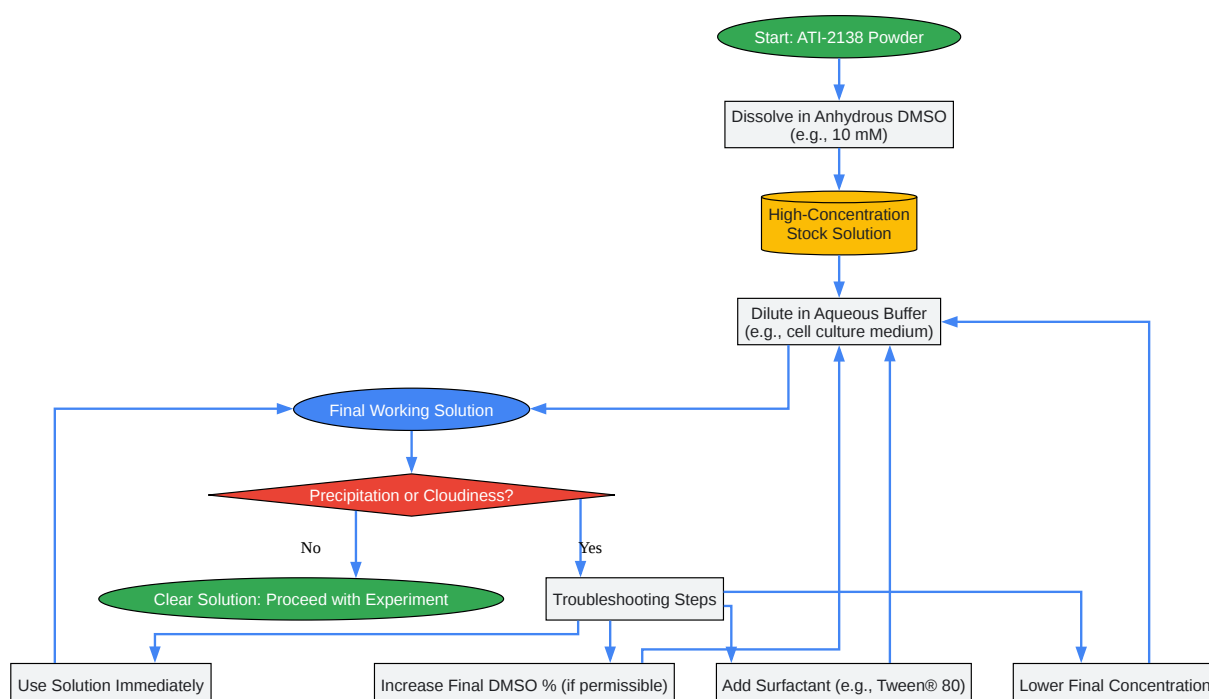 Start: ATI-2138 Powder
Dissolve in Anhydrous DMSO
(e.g., 10 mM)
High-Concentration
Stock Solution
Dilute in Aqueous Buffer
(e.g., cell culture medium)
Final Working Solution
Precipitation or Cloudiness?
No
Yes
Clear Solution: Proceed with Experiment
Troubleshooting Steps
Use Solution Immediately
Increase Final DMSO % (if permissible)
Add Surfactant (e.g., Tween® 80)
Lower Final Concentration